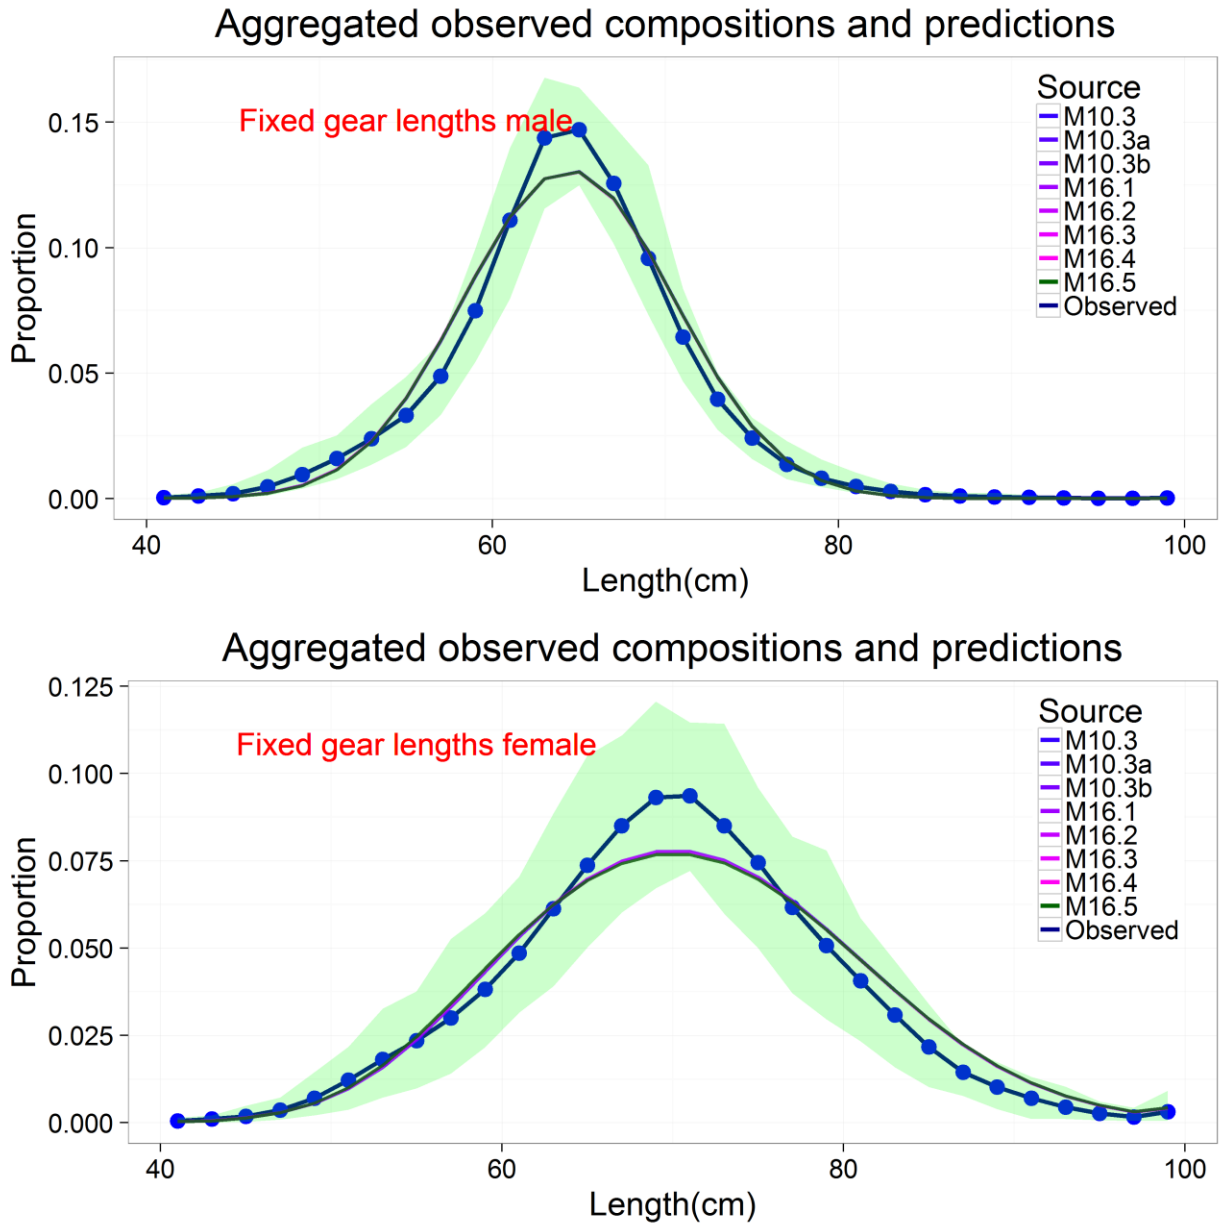 Aggregated observed compositions and predictions
Fixed gear lengths male
Source
M10.3
M10.3a
M10.3b
M16.1
M16.2
M16.3
M16.4
M16.5
Observed
Proportion
0.15
0.10
0.05
0.00
40 60 80 100
Length(cm)
Aggregated observed compositions and predictions
Fixed gear lengths female
Source
M10.3
M10.3a
M10.3b
M16.1
M16.2
M16.3
M16.4
M16.5
Observed
Proportion
0.125
0.100
0.075
0.050
0.025
0.000
40 60 80 100
Length(cm)